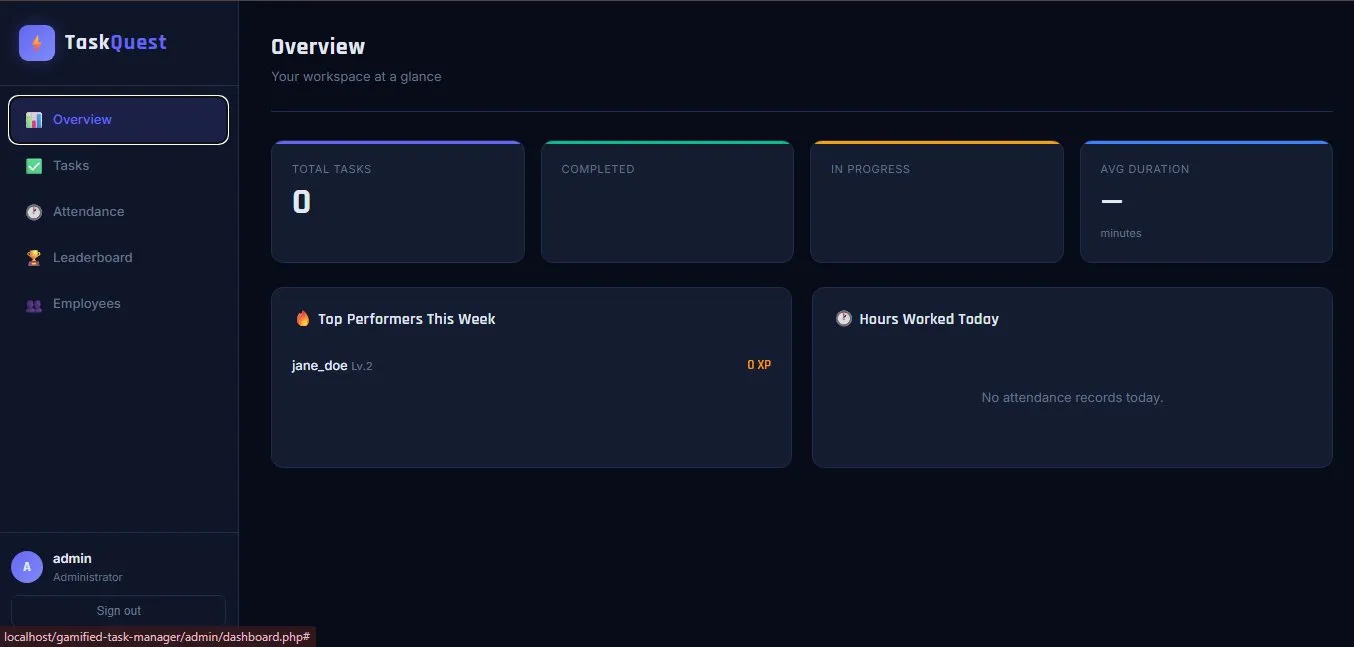 TaskQuest
Overview
Tasks
Attendance
Leaderboard
Employees
A
admin
Administrator
Sign out
localhost/gamified-task-manager/admin/dashboard.php#
Overview
Your workspace at a glance
TOTAL TASKS
0
COMPLETED
IN PROGRESS
AVG DURATION
—
minutes
Top Performers This Week
jane_doe Lv.2 0 XP
Hours Worked Today
No attendance records today.